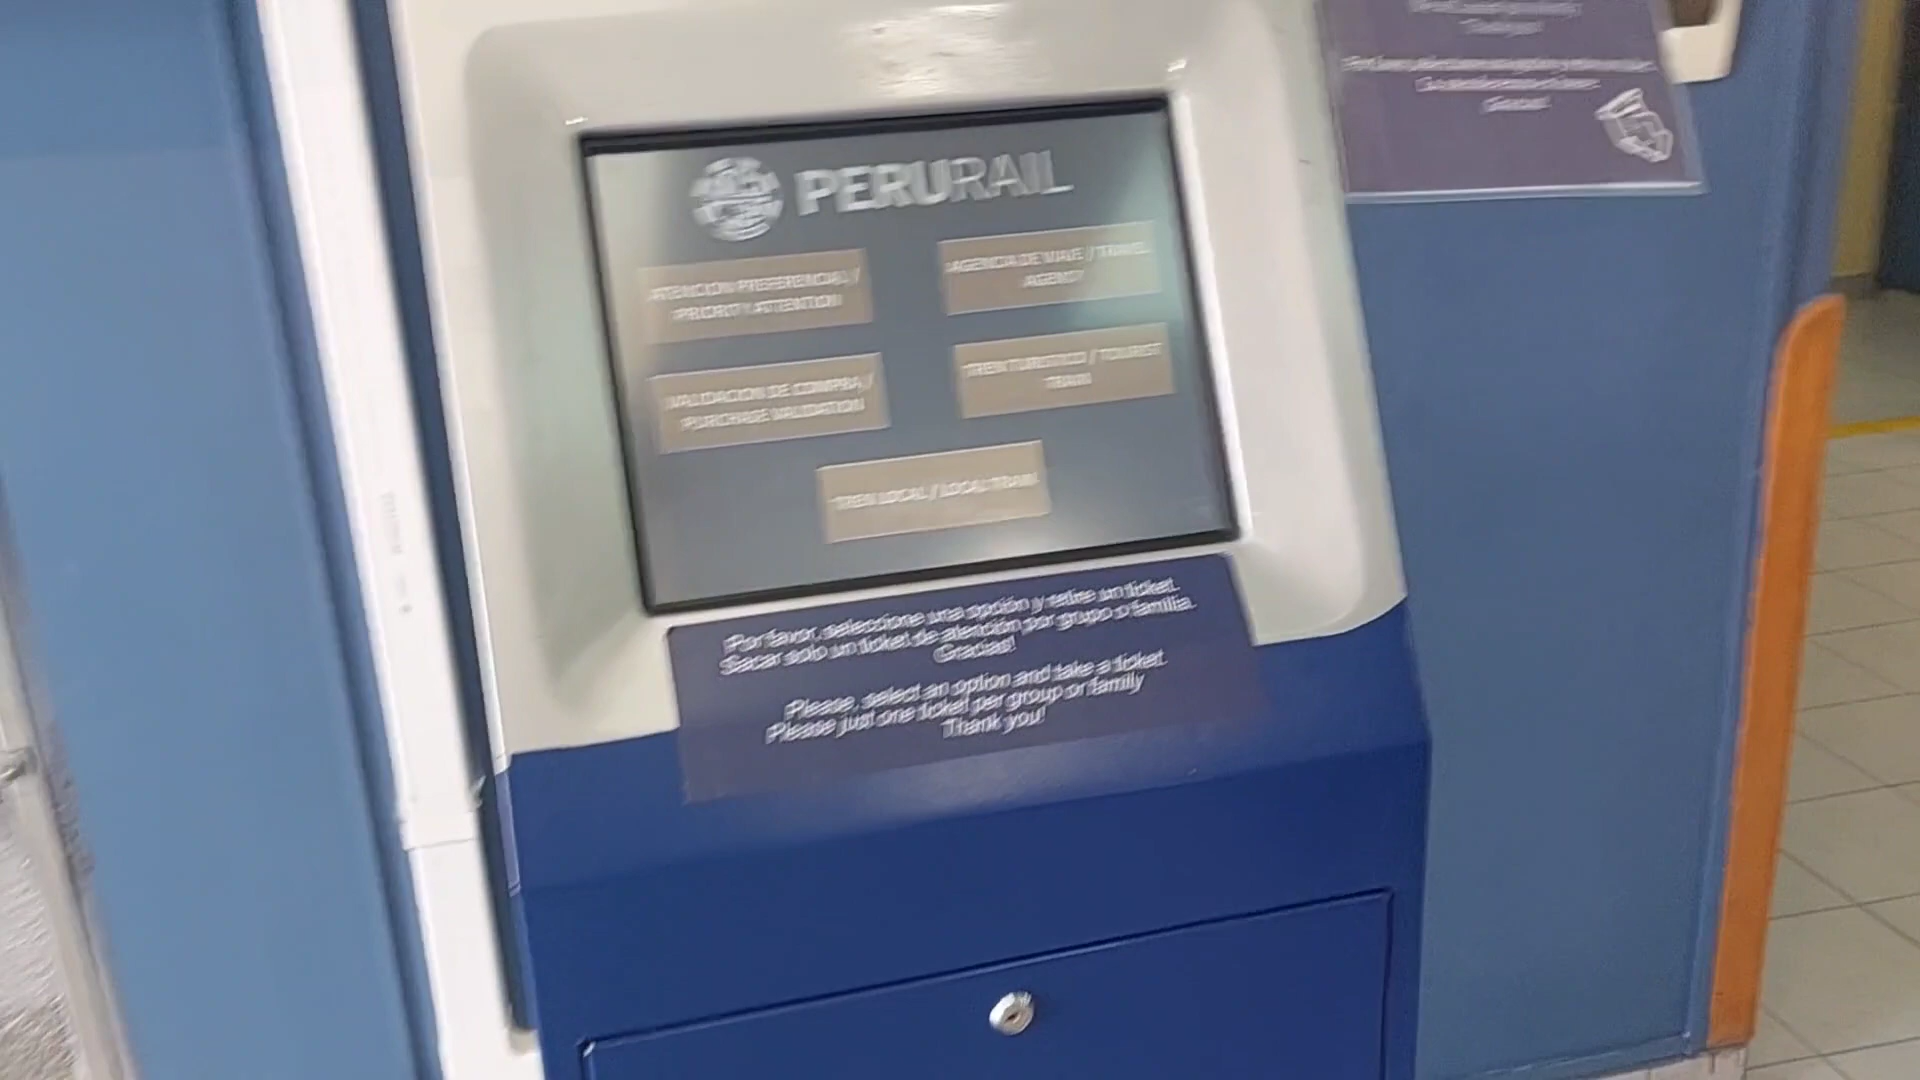 PERURAIL
ATENCION PREFERENCIAL /
PRIORITY ATTENTION
AGENCIA DE VIAJE / TRAVEL
AGENCY
VALIDACION DE COMPRA /
PURCHASE VALIDATION
TREN TURISTICO / TOURIST
TRAIN
TREN LOCAL / LOCAL TRAIN
Por favor, seleccione una opción y retire un ticket.
Sacar solo un ticket de atención por grupo o familia.
Gracias!
Please, select an option and take a ticket
Please just one ticket per group or family
Thank you!
Gracias!